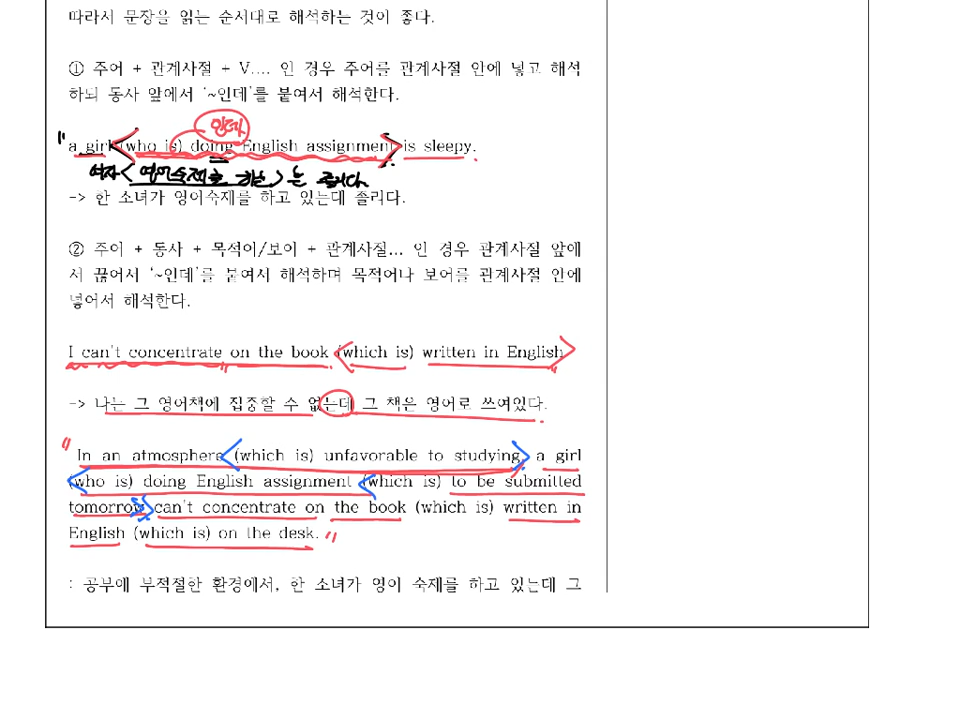 따라서 문장을 읽는 순서대로 해석하는 것이 좋다.
① 주어 + 관계사절 + V.... 인 경우 주어를 관계사절 안에 넣고 해석
하되 동사 앞에서 '~인데'를 붙여서 해석한다.
인데
"a girl (who is) doing English assignment is sleepy.
여자 < 영어숙제를 하는 > 는 졸리다
-> 한 소녀가 영어숙제를 하고 있는데 졸리다.
② 주어 + 동사 + 목적어/보어 + 관계사절... 인 경우 관계사절 앞에
서 끊어서 '~인데'를 붙여서 해석하며 목적어나 보어를 관계사절 안에
넣어서 해석한다.
I can't concentrate on the book (which is) written in English
-> 나는 그 영어책에 집중할 수 없는데 그 책은 영어로 쓰여있다.
" In an atmosphere (which is) unfavorable to studying, a girl
(who is) doing English assignment (which is) to be submitted
tomorrow can't concentrate on the book (which is) written in
English (which is) on the desk. "
: 공부에 부적절한 환경에서, 한 소녀가 영어 숙제를 하고 있는데 그